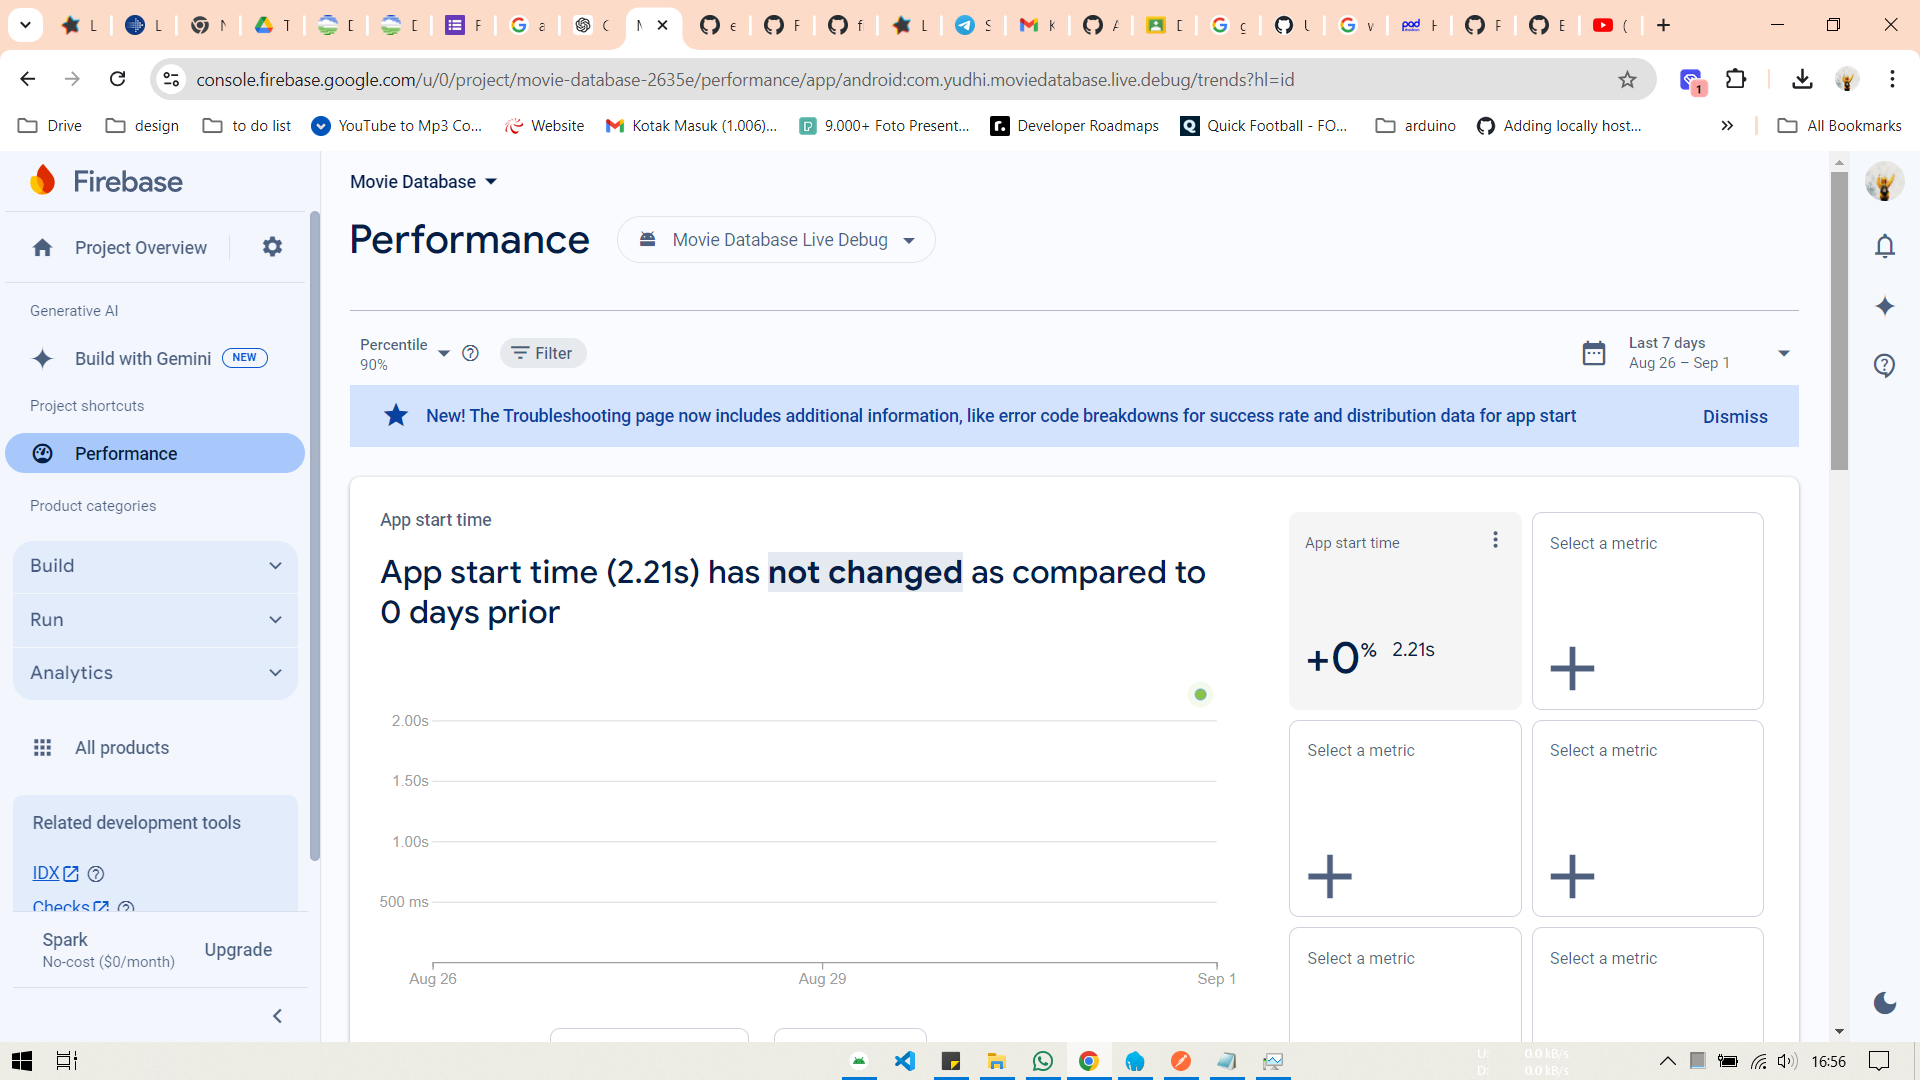 console.firebase.google.com/u/0/project/movie-database-2635e/performance/app/android:com.yudhi.moviedatabase.live.debug/trends?hl=id
1
Drive
design
to do list
YouTube to Mp3 Co...
Website
Kotak Masuk (1.006)...
9.000+ Foto Present...
Developer Roadmaps
Quick Football - FO...
arduino
Adding locally host...
All Bookmarks
Firebase
Project Overview
Generative AI
Build with Gemini NEW
Project shortcuts
Performance
Product categories
Build
Run
Analytics
All products
Related development tools
IDX
Checks
Spark
No-cost ($0/month)
Upgrade
Movie Database
Performance
Movie Database Live Debug
Percentile
90%
Filter
Last 7 days
Aug 26 – Sep 1
New! The Troubleshooting page now includes additional information, like error code breakdowns for success rate and distribution data for app start
Dismiss
App start time
App start time (2.21s) has not changed as compared to
0 days prior
2.00s
1.50s
1.00s
500 ms
Aug 26
Aug 29
Sep 1
App start time
+0% 2.21s
Select a metric
Select a metric
Select a metric
Select a metric
Select a metric
U: 0.0 kB/s
D: 0.0 kB/s
16:56